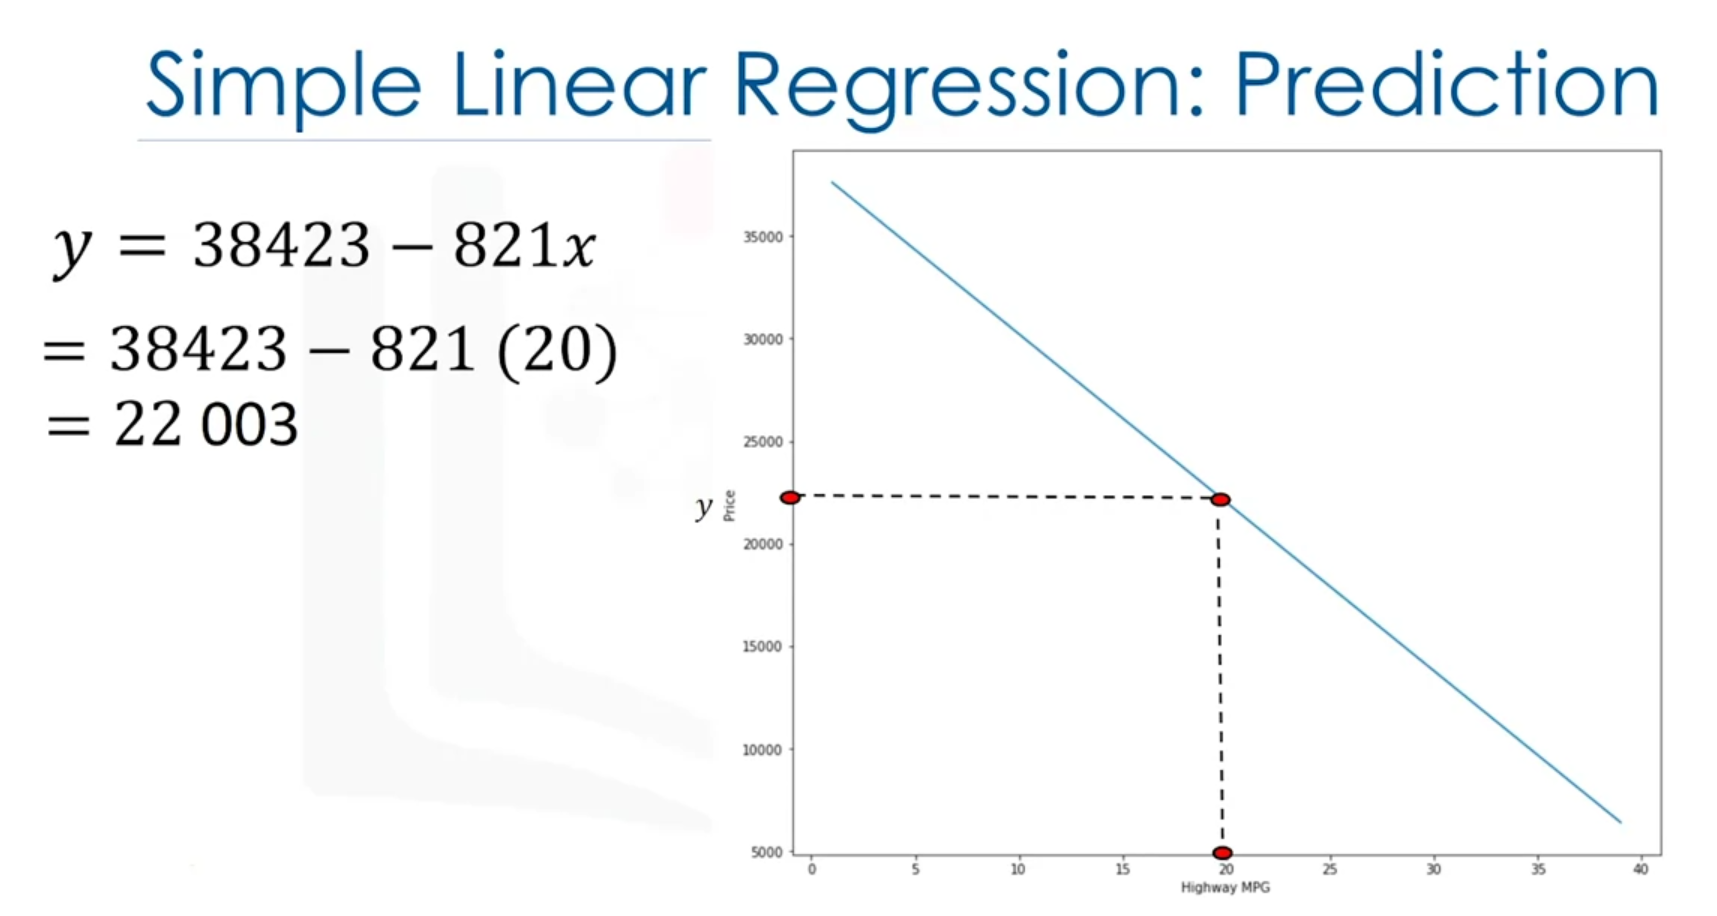 Simple Linear Regression: Prediction
y = 38423 − 821x
= 38423 − 821 (20)
= 22 003
35000
30000
25000
y
Price
20000
15000
10000
5000
0 5 10 15 20 25 30 35 40
Highway MPG